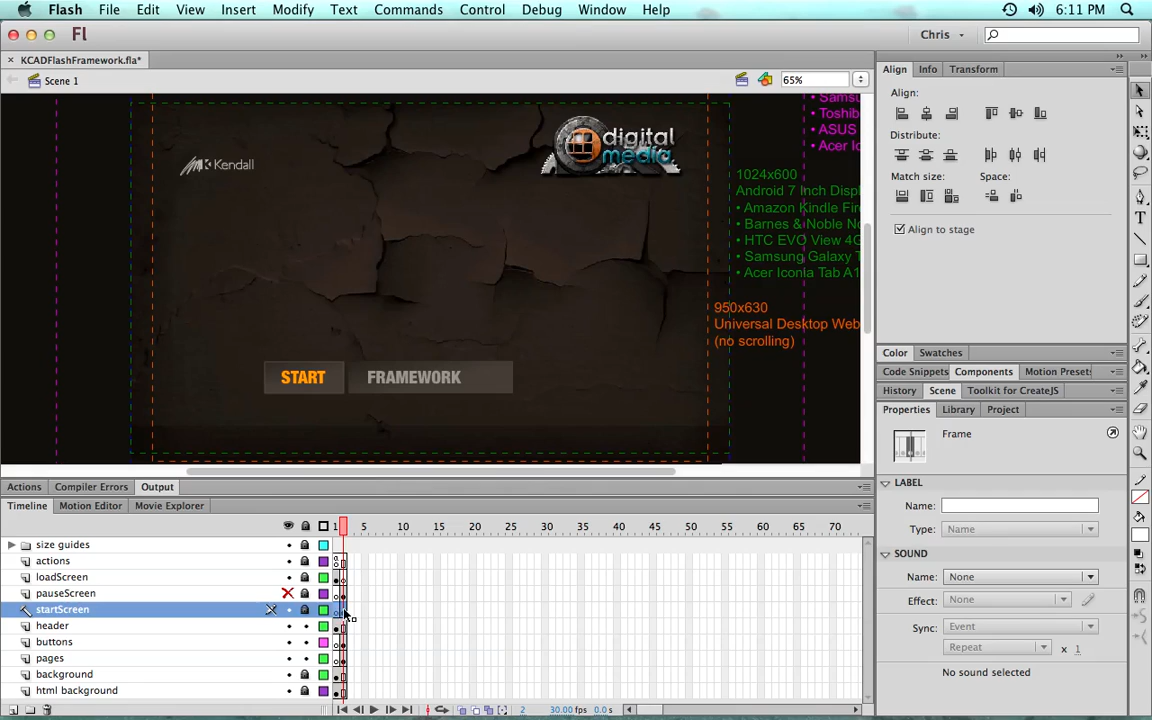 Flash File Edit View Insert Modify Text Commands Control Debug Window Help 6:11 PM
Fl Chris
× KCADFlashFramework.fla*
Scene 1 65%
Kendall
digital
media
START FRAMEWORK
• Toshib
• ASUS
• Acer Ico
1024x600
Android 7 Inch Displ
• Amazon Kindle Fir
• Barnes & Noble No
• HTC EVO View 4G
• Samsung Galaxy T
• Acer Iconia Tab A1
950x630
Universal Desktop Web
(no scrolling)
Align Info Transform
Align:
Distribute:
Match size: Space:
Align to stage
Color Swatches
Code Snippets Components Motion Presets
History Scene Toolkit for CreateJS
Properties Library Project
Frame
LABEL
Name:
Type: Name
SOUND
Name: None
Effect: None
Sync: Event
Repeat x 1
No sound selected
Actions Compiler Errors Output
Timeline Motion Editor Movie Explorer
1 5 10 15 20 25 30 35 40 45 50 55 60 65 70
size guides
actions
loadScreen
pauseScreen
startScreen
header
buttons
pages
background
html background
2 30.00 fps 0.0 s